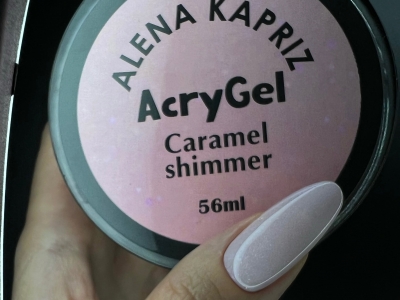 ALENA KAPRIZ
AcryGel
Caramel
shimmer
56ml